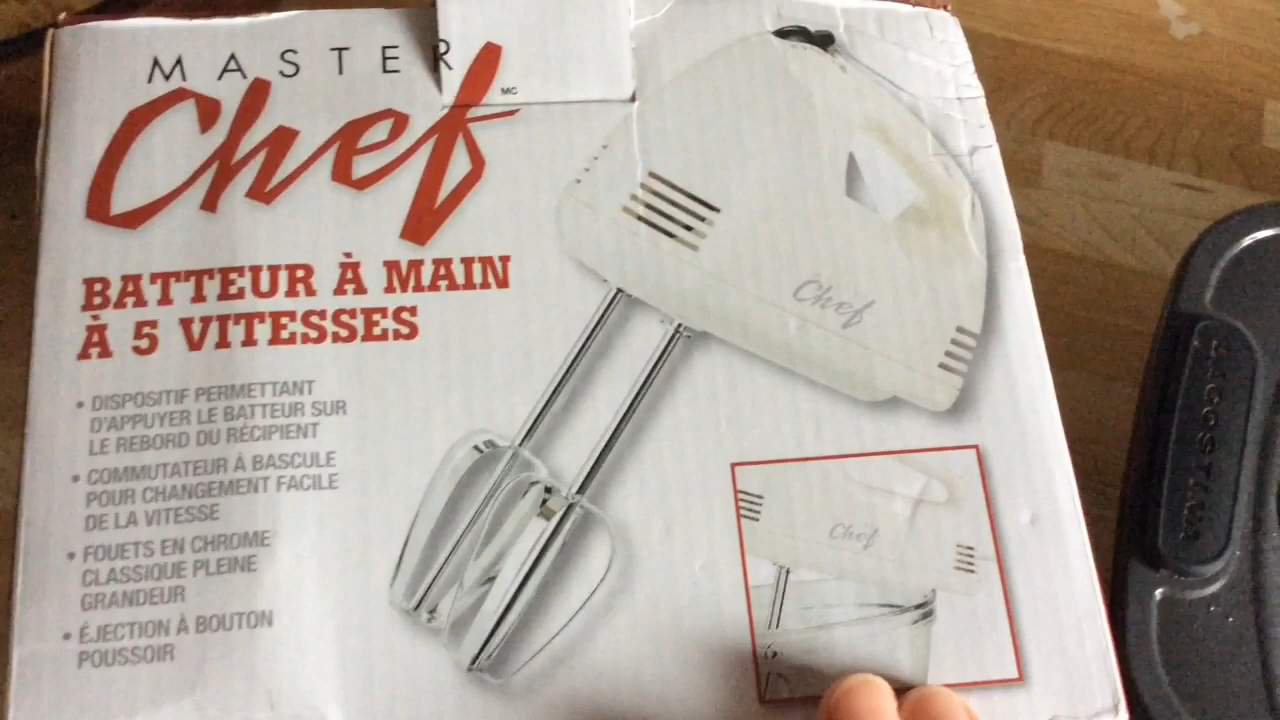 MASTER
Chef
MC
BATTEUR À MAIN
À 5 VITESSES
• DISPOSITIF PERMETTANT
D'APPUYER LE BATTEUR SUR
LE REBORD DU RÉCIPIENT
• COMMUTATEUR À BASCULE
POUR CHANGEMENT FACILE
DE LA VITESSE
• FOUETS EN CHROME
CLASSIQUE PLEINE
GRANDEUR
• ÉJECTION À BOUTON
POUSSOIR
Chef
Chef